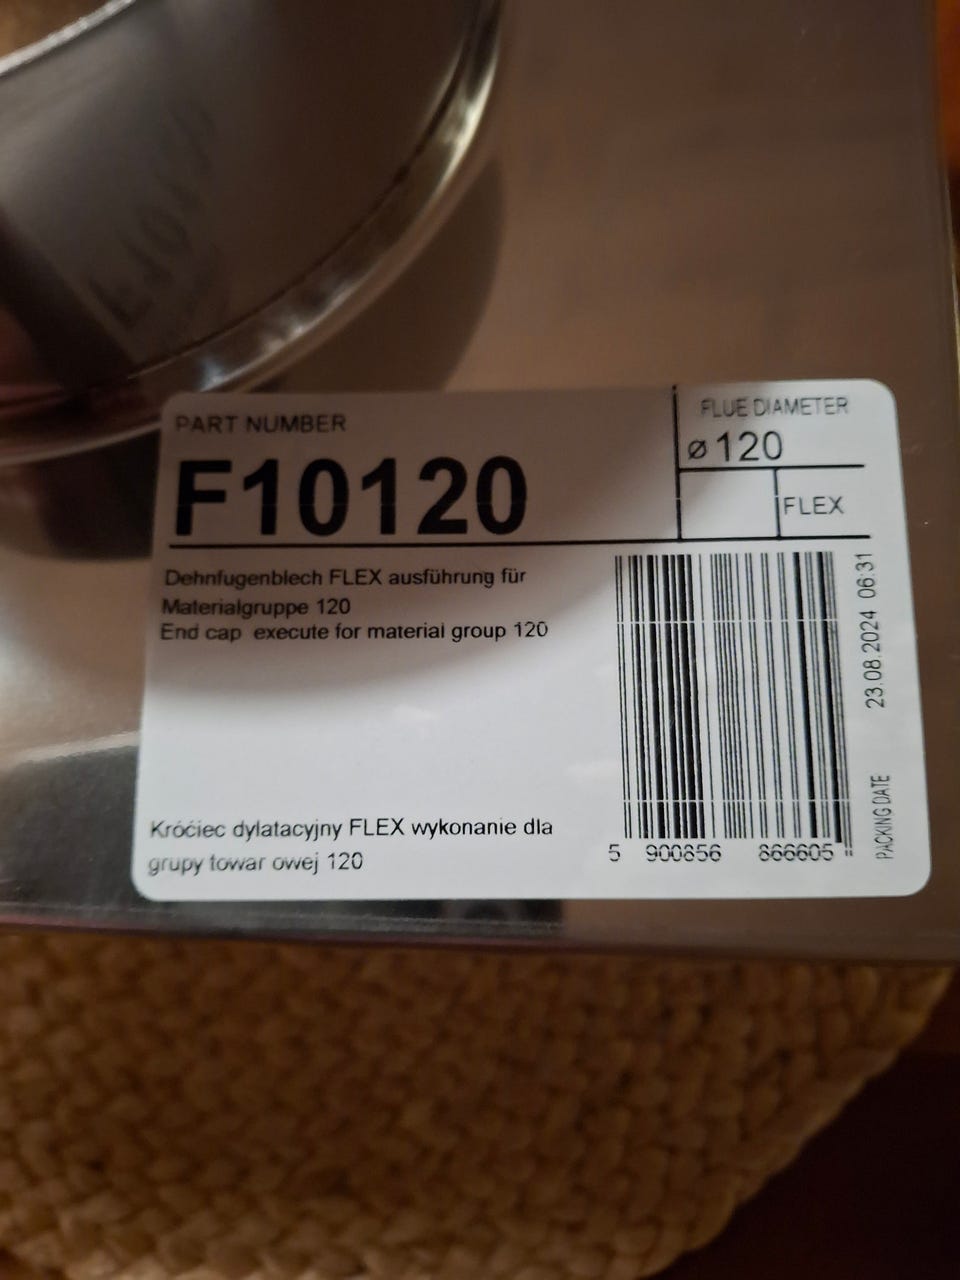 PART NUMBER
F10120
FLUE DIAMETER
⌀120
FLEX
Dehnfugenblech FLEX ausführung für
Materialgruppe 120
End cap execute for material group 120
Króciec dylatacyjny FLEX wykonanie dla
grupy towar owej 120
5 900856 866605
PACKING DATE 23.08.2024 06:31